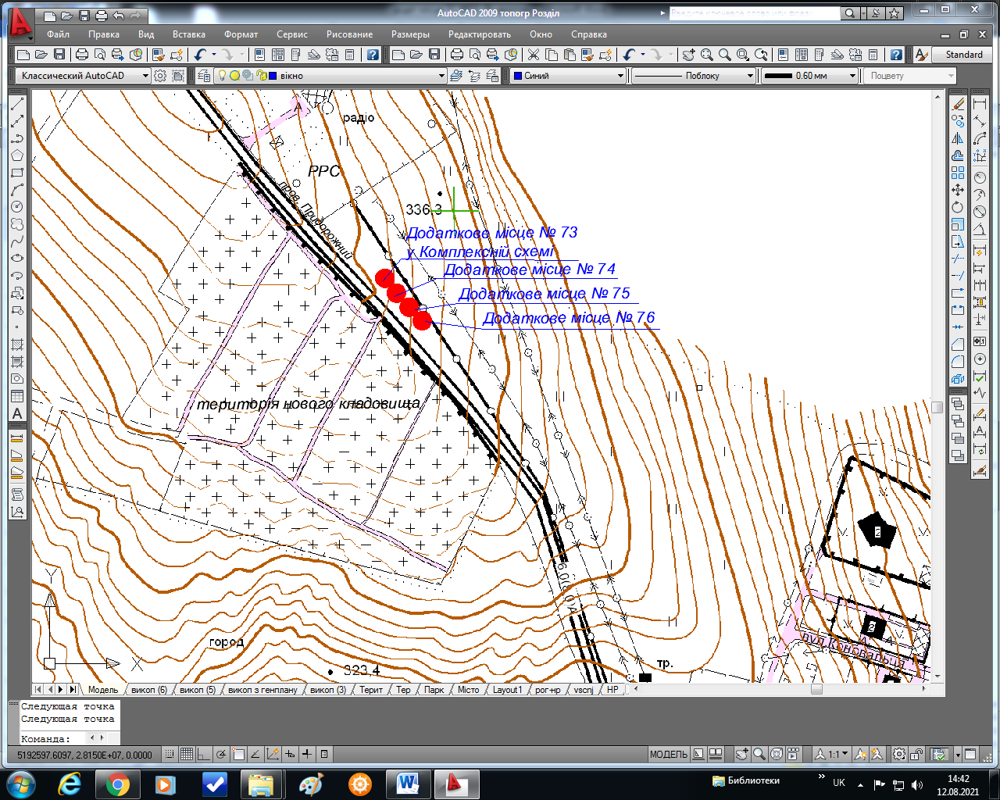 AutoCAD 2009 топогр Розділ
Введите ключевое слово или фразу
Файл Правка Вид Вставка Формат Сервис Рисование Размеры Редактировать Окно Справка
Standard
Классический AutoCAD
вікно
Синий
Поблоку
0.60 мм
Поцвету
А
радіо
РРС
пров. Придорожний
336,3
Додаткове місце № 73
у Комплексній схемі
Додаткове місце № 74
Додаткове місце № 75
Додаткове місце № 76
територія нового кладовища
2
2
вул.Коновальця
6,0(8,0)А
город
323,4
тр.
Y
X
Модель викоп (6) викоп (5) викоп з генплану викоп (3) Терит Тер Парк Місто Layout1 рог-нр vscnj НР
Следующая точка
Следующая точка
Команда:
5192597.6097, 2.8150E+07, 0.0000
МОДЕЛЬ
1:1
Библиотеки
»
UK
14:42
12.08.2021